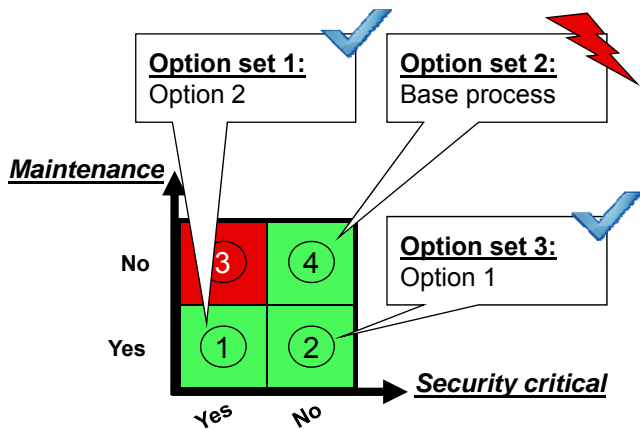 Option set 1:
Option 2
Option set 2:
Base process
Maintenance
Option set 3:
Option 1
No
3
4
Yes
1
2
Security critical
Yes
No